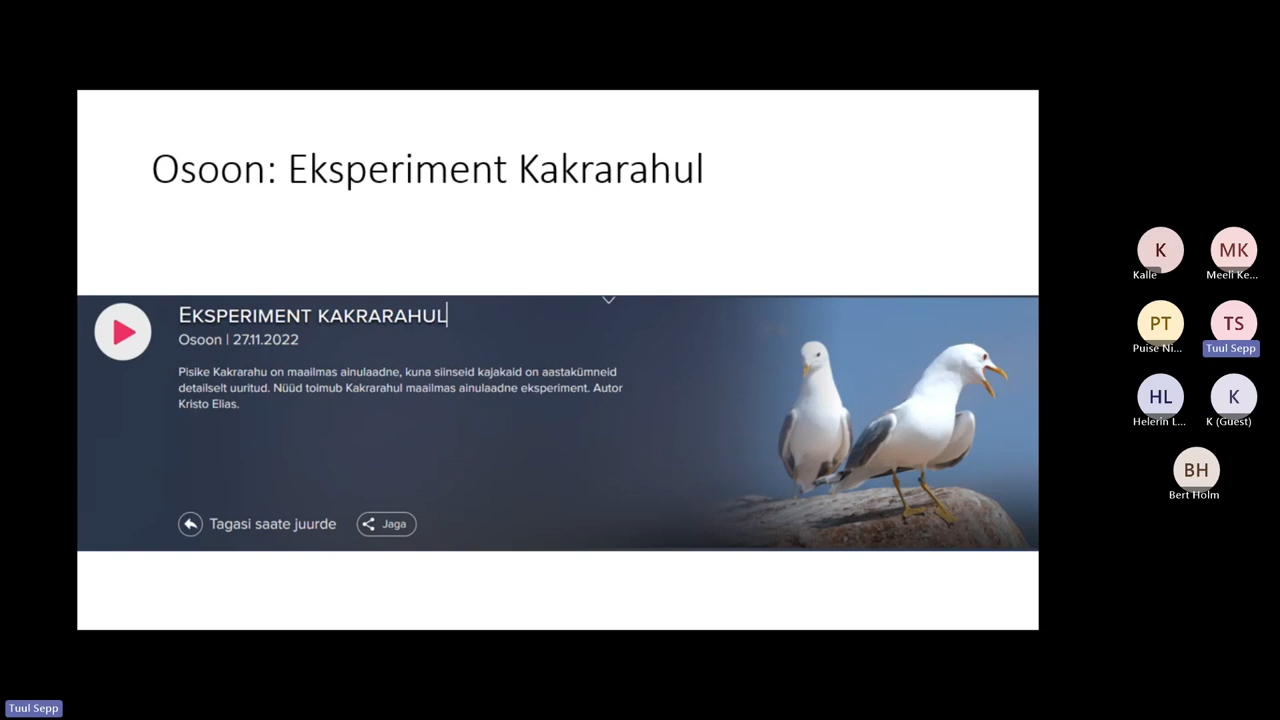 Osoon: Eksperiment Kakrarahul
EKSPERIMENT KAKRARAHUL
Osoon | 27.11.2022
Pisike Kakrarahu on maailmas ainulaadne, kuna siinseid kajakaid on aastakümneid
detailselt uuritud. Nüüd toimub Kakrarahul maailmas ainulaadne eksperiment. Autor
Kristo Elias.
Tagasi saate juurde
Jaga
K
Kalle
MK
Meeli Ke...
PT
Puise Ni...
TS
Tuul Sepp
HL
Helerin L...
K
K (Guest)
BH
Bert Holm
Tuul Sepp